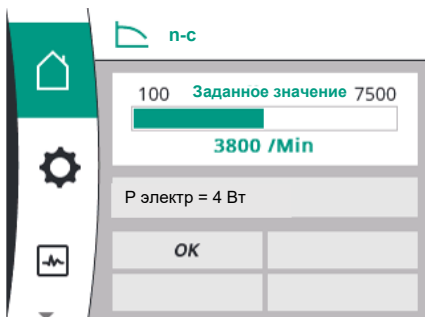 n-c
100 Заданное значение 7500
3800 /Min
Р электр = 4 Вт
OK